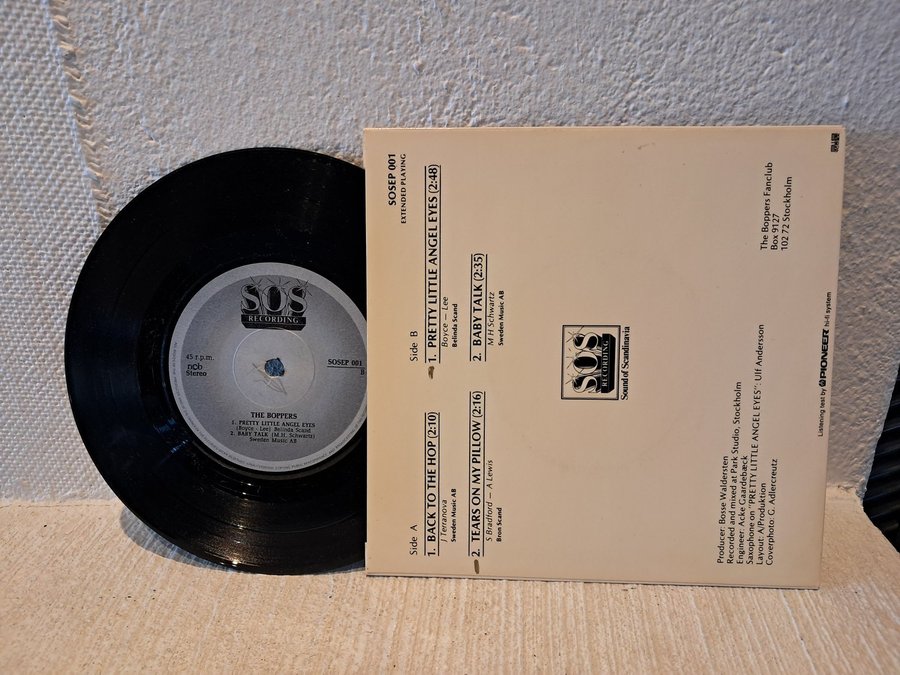 SOS
RECORDING
45 r.p.m.
ncb
Stereo
SOSEP 001
B
THE BOPPERS
1. PRETTY LITTLE ANGEL EYES
(Boyce - Lee) Belinda Scand
2. BABY TALK (M.H. Schwartz)
Sweden Music AB
SOSEP 001
EXTENDED PLAYING
Side A
1. BACK TO THE HOP (2:10)
J Terranova
Sweden Music AB
2. TEARS ON MY PILLOW (2:16)
S Bradford — A Lewis
Bron Scand
Side B
1. PRETTY LITTLE ANGEL EYES (2:48)
Boyce — Lee
Belinda Scand
2. BABY TALK (2:35)
M H Schwartz
Sweden Music AB
SOS
RECORDING
Sound of Scandinavia
Producer: Bosse Waldersten
Recorded and mixed at Park Studio, Stockholm
Engineer: Acke Gaardebæck
Saxophone on "PRETTY LITTLE ANGEL EYES": Ulf Andersson
Layout: A/Produktion
Coverphoto: G. Adlercreutz
The Boppers Fanclub
Box 9127
102 72 Stockholm
Listening test by PIONEER hi-fi system